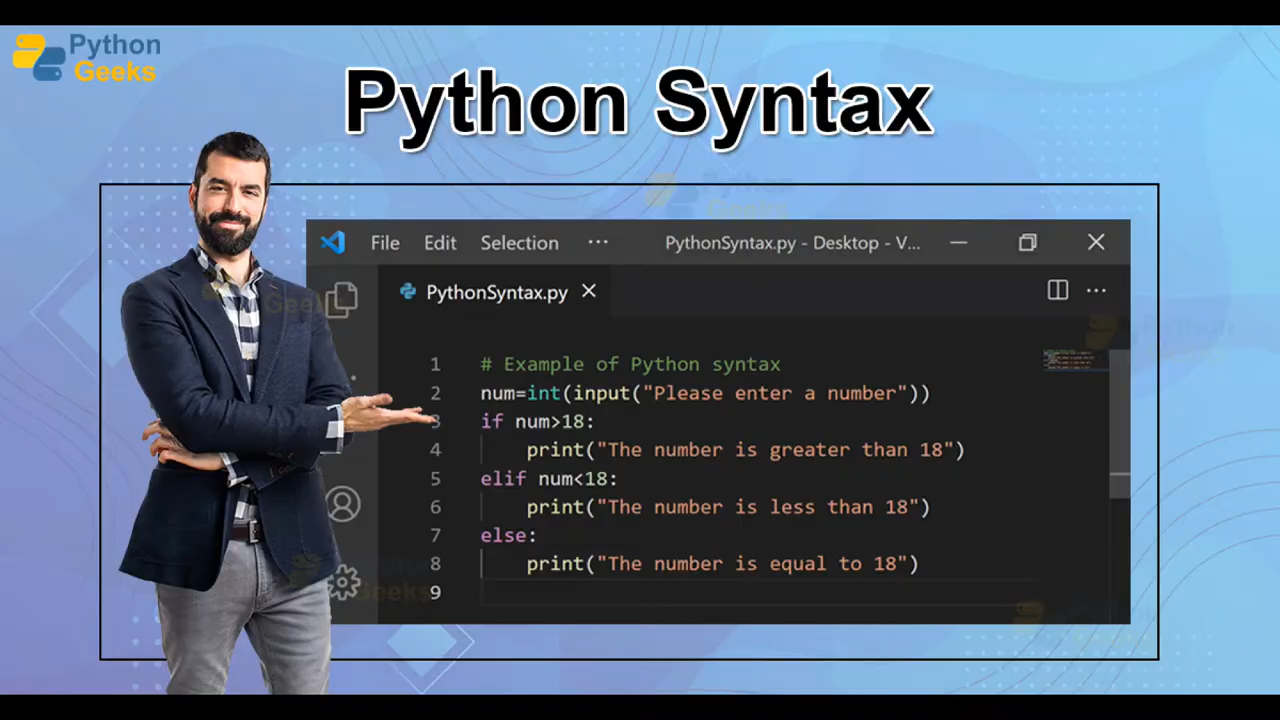 Python
Geeks
Python Syntax
Python
Geeks
File Edit Selection ··· PythonSyntax.py - Desktop - V...
PythonSyntax.py
1 # Example of Python syntax
2 num=int(input("Please enter a number"))
3 if num>18:
4 print("The number is greater than 18")
5 elif num<18:
6 print("The number is less than 18")
7 else:
8 print("The number is equal to 18")
9